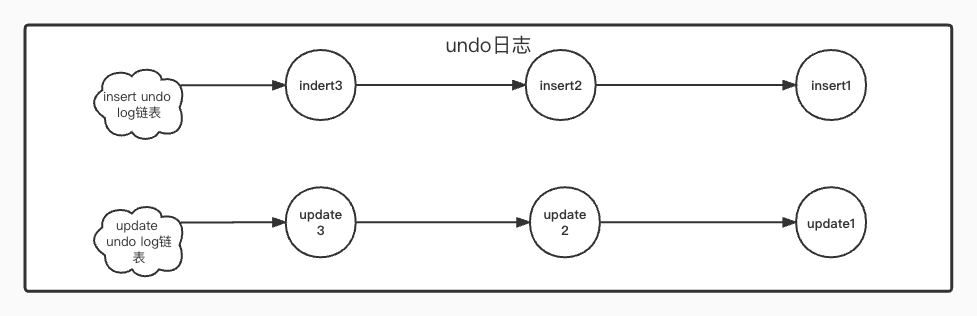 undo日志
insert undo
log链表
indert3
insert2
insert1
update
undo log链
表
update
3
update
2
update1